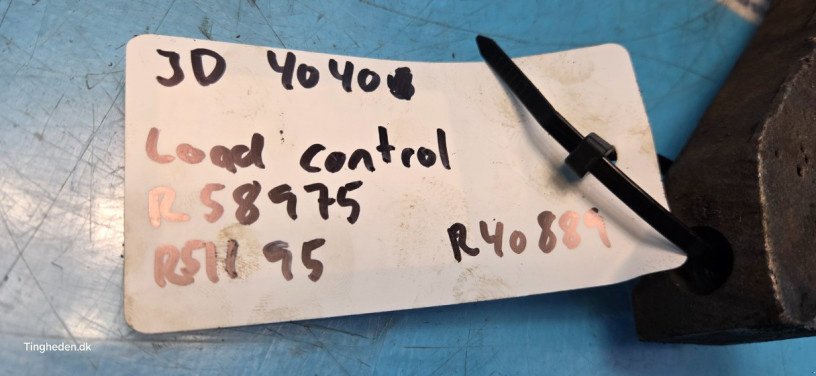 JD 4040
Load control
R58975
R51195
R40889
Tingheden.dk